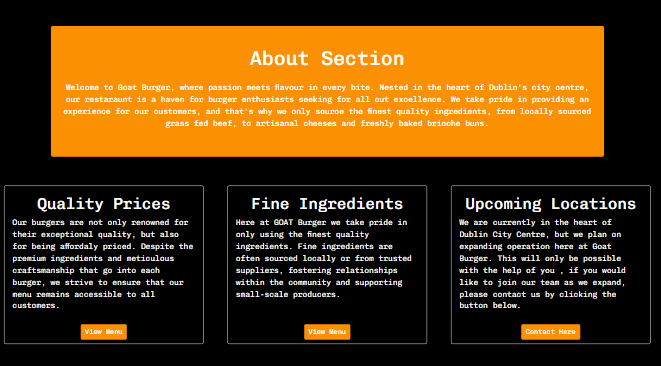 About Section
Welcome to Goat Burger, where passion meets flavour in every bite. Nested in the heart of Dublin's city centre,
our restaraunt is a haven for burger enthusiasts seeking for all out excellence. We take pride in providing an
experience for our customers, and that's why we only source the finest quality ingredients, from locally sourced
grass fed beef, to artisanal cheeses and freshly baked brioche buns.
Quality Prices
Our burgers are not only renowned for
their exceptional quality, but also
for being affordaly priced. Despite the
premium ingredients and meticulous
craftsmanship that go into each
burger, we strive to ensure that our
menu remains accessible to all
customers.
View Menu
Fine Ingredients
Here at GOAT Burger we take pride in
only using the finest quality
ingredients. Fine ingredients are
often sourced locally or from trusted
suppliers, fostering relationships
within the community and supporting
small-scale producers.
View Menu
Upcoming Locations
We are currently in the heart of
Dublin City Centre, but we plan on
expanding operation here at Goat
Burger. This will only be possible
with the help of you , if you would
like to join our team as we expand,
please contact us by clicking the
button below.
Contact Here